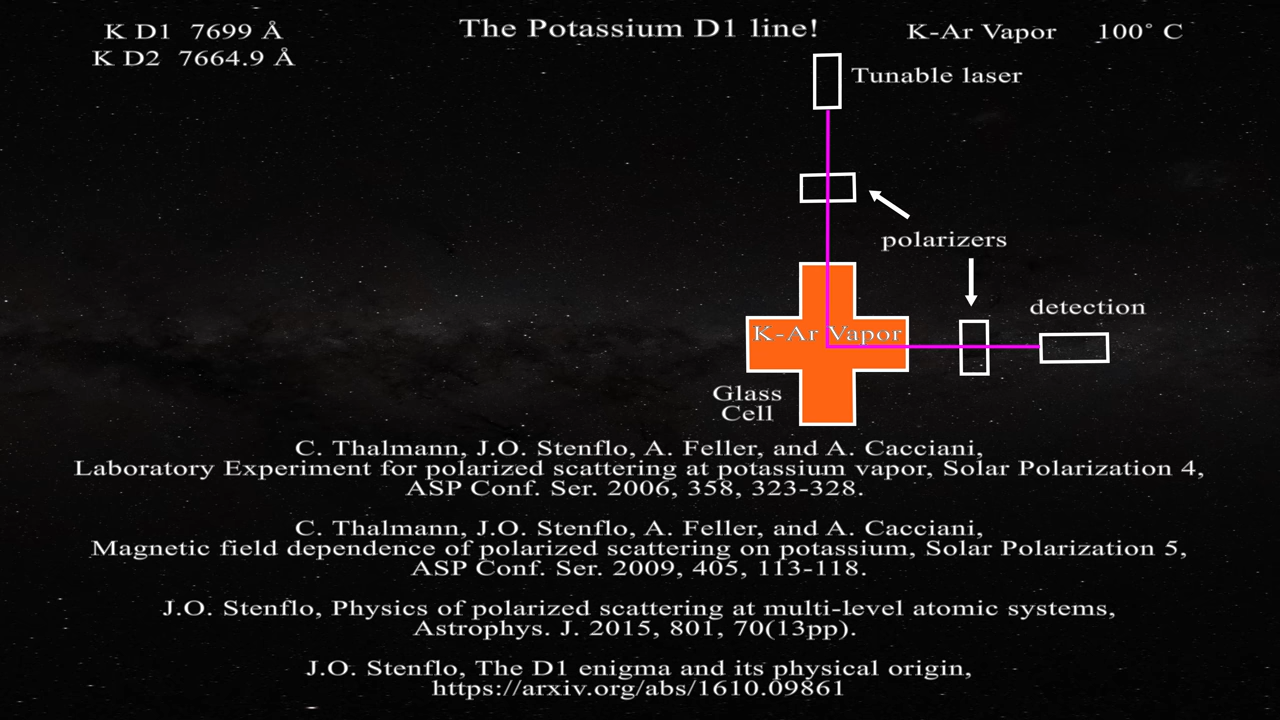 K D1 7699 Å
K D2 7664.9 Å
The Potassium D1 line!
K-Ar Vapor 100° C
Tunable laser
polarizers
detection
K-Ar Vapor
Glass
Cell
C. Thalmann, J.O. Stenflo, A. Feller, and A. Cacciani,
Laboratory Experiment for polarized scattering at potassium vapor, Solar Polarization 4,
ASP Conf. Ser. 2006, 358, 323-328.
C. Thalmann, J.O. Stenflo, A. Feller, and A. Cacciani,
Magnetic field dependence of polarized scattering on potassium, Solar Polarization 5,
ASP Conf. Ser. 2009, 405, 113-118.
J.O. Stenflo, Physics of polarized scattering at multi-level atomic systems,
Astrophys. J. 2015, 801, 70(13pp).
J.O. Stenflo, The D1 enigma and its physical origin,
https://arxiv.org/abs/1610.09861